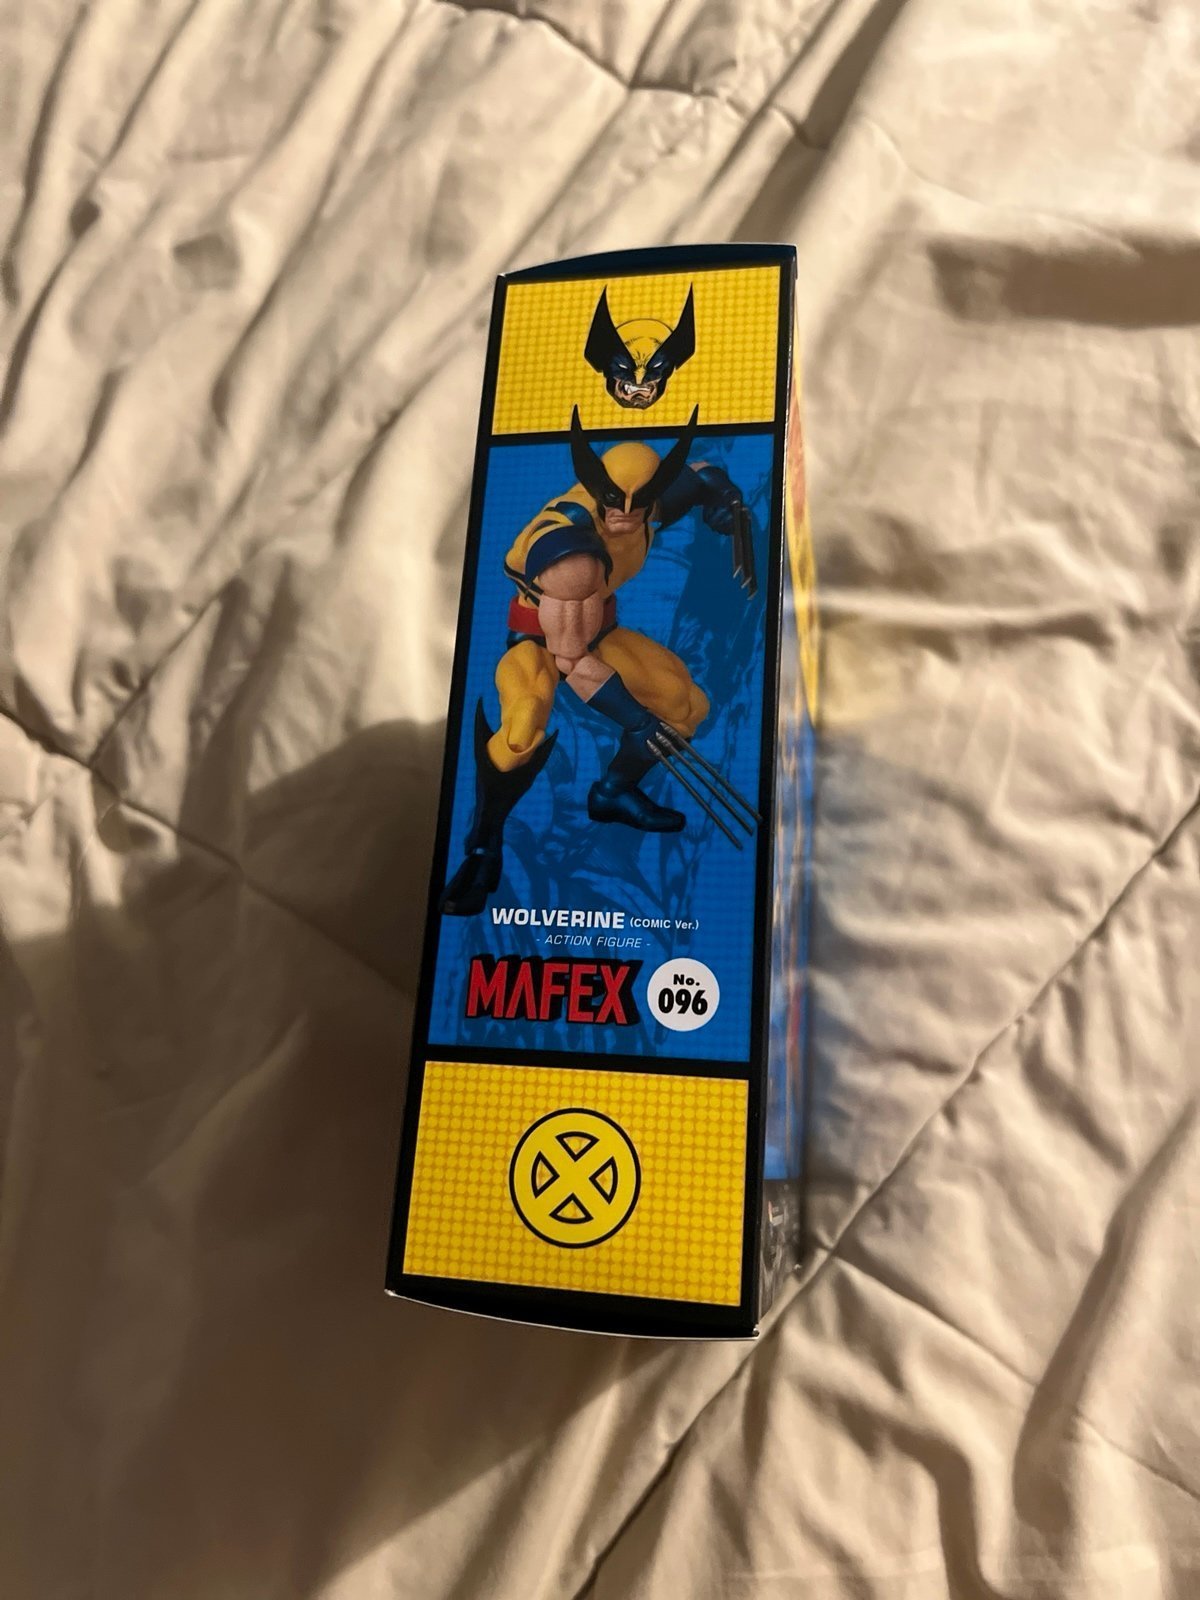 WOLVERINE (COMIC Ver.)
- ACTION FIGURE -
MAFEX No. 096